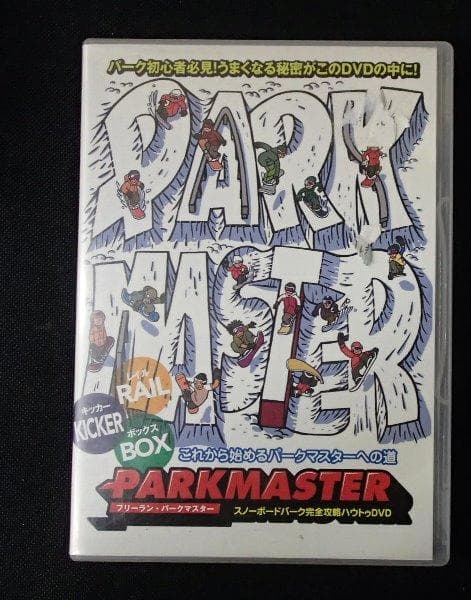 パーク初心者必見!うまくなる秘密がこのDVDの中に!
PARK
MASTER
レイル
RAIL
キッカー
KICKER
ボックス
BOX
これから始めるパークマスターへの道
PARKMASTER
フリーラン・パークマスター
スノーボードパーク完全攻略ハウトゥDVD